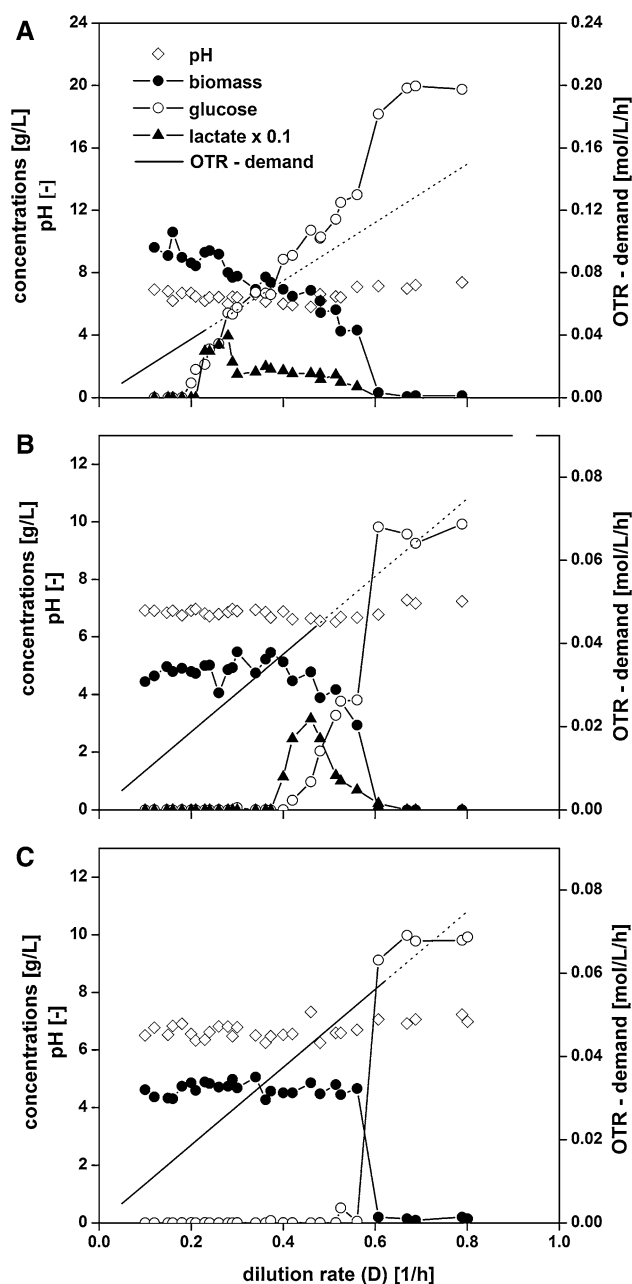 A
24
20
16
12
8
4
0
concentrations [g/L]
pH [-]
pH
biomass
glucose
lactate x 0.1
OTR - demand
0.24
0.20
0.16
0.12
0.08
0.04
0.00
OTR - demand [mol/L/h]
B
12
10
8
6
4
2
0
concentrations [g/L]
pH [-]
0.08
0.06
0.04
0.02
0.00
OTR - demand [mol/L/h]
C
12
10
8
6
4
2
0
concentrations [g/L]
pH [-]
0.08
0.06
0.04
0.02
0.00
OTR - demand [mol/L/h]
0.0 0.2 0.4 0.6 0.8 1.0
dilution rate (D) [1/h]